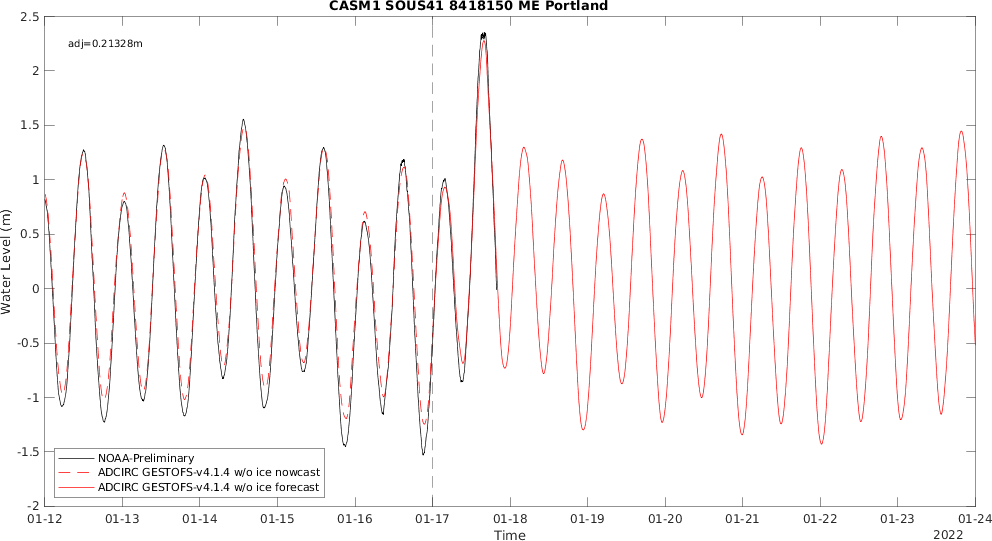 CASM1 SOUS41 8418150 ME Portland
adj=0.21328m
2.5
2
1.5
1
0.5
0
-0.5
-1
-1.5
-2
Water Level (m)
NOAA-Preliminary
ADCIRC GESTOFS-v4.1.4 w/o ice nowcast
ADCIRC GESTOFS-v4.1.4 w/o ice forecast
01-12 01-13 01-14 01-15 01-16 01-17 01-18 01-19 01-20 01-21 01-22 01-23 01-24
Time
2022